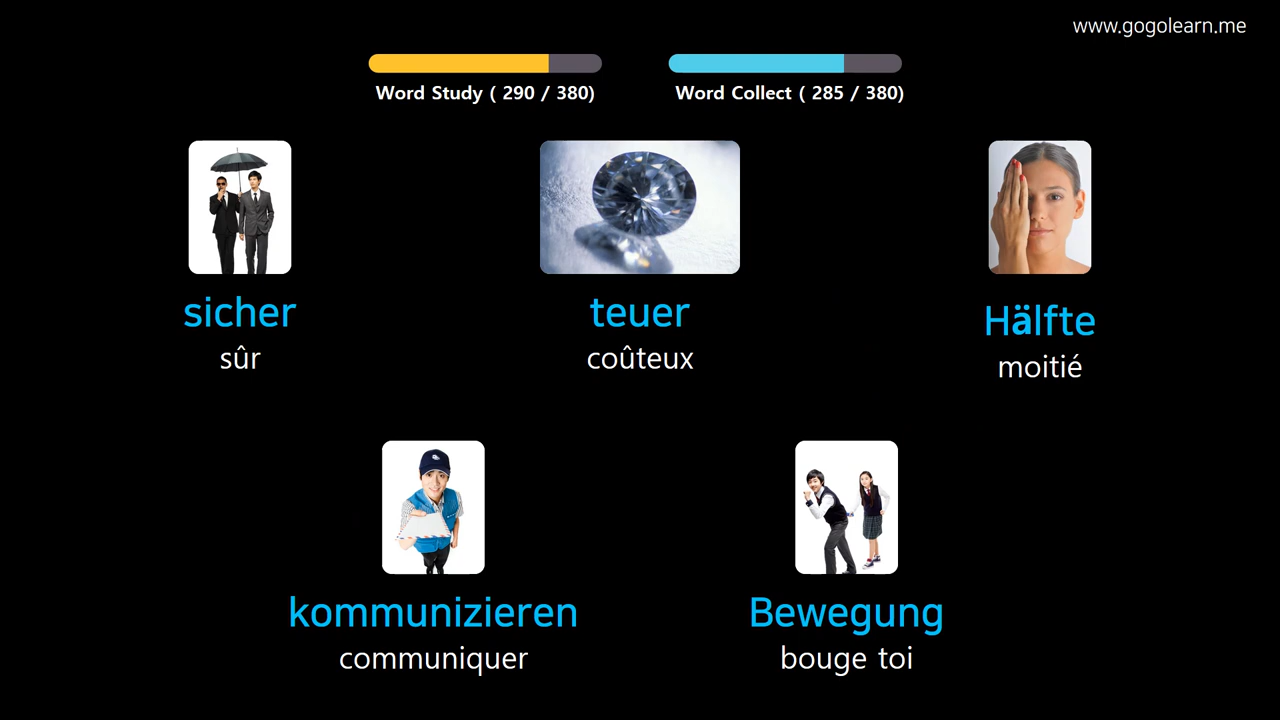 www.gogolearn.me
Word Study ( 290 / 380)
Word Collect ( 285 / 380)
sicher
sûr
teuer
coûteux
Hälfte
moitié
kommunizieren
communiquer
Bewegung
bouge toi